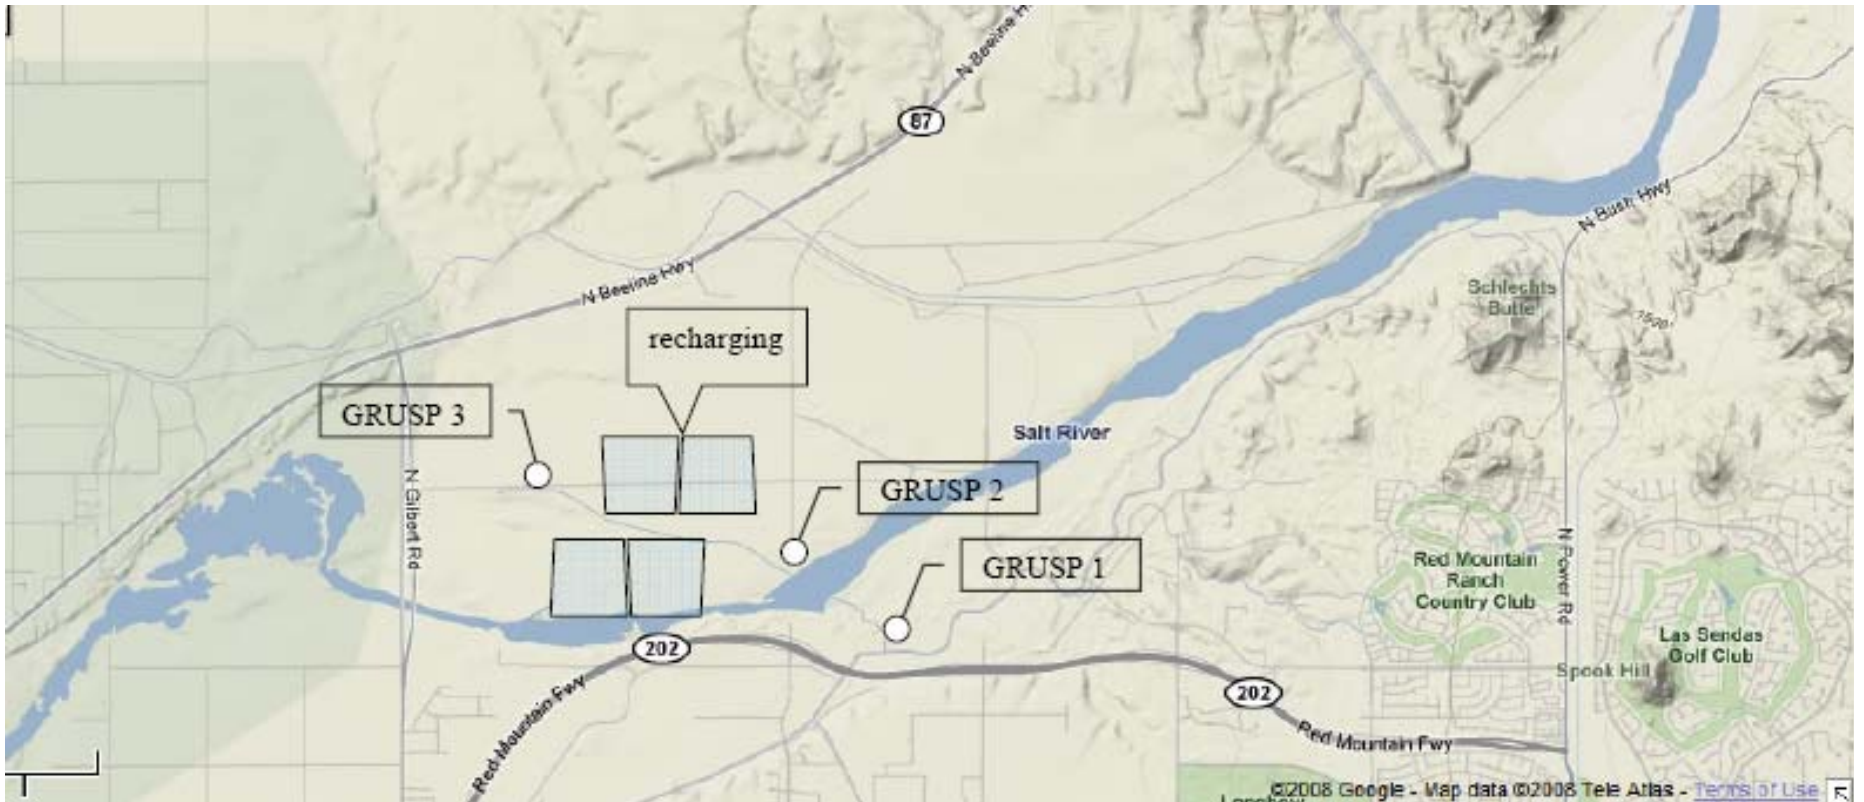 N Beeline H
87
N Bush Hwy
N Beeline Hwy
Schlechts
Butte
1500'
recharging
GRUSP 3
Salt River
GRUSP 2
N Gilbert Rd
GRUSP 1
N Power Rd
Red Mountain
Ranch
Country Club
Las Sendas
Golf Club
Spook Hill
202
202
Red Mountain Fwy
Red Mountain Fwy
©2008 Google - Map data ©2008 Tele Atlas - Terms of Use